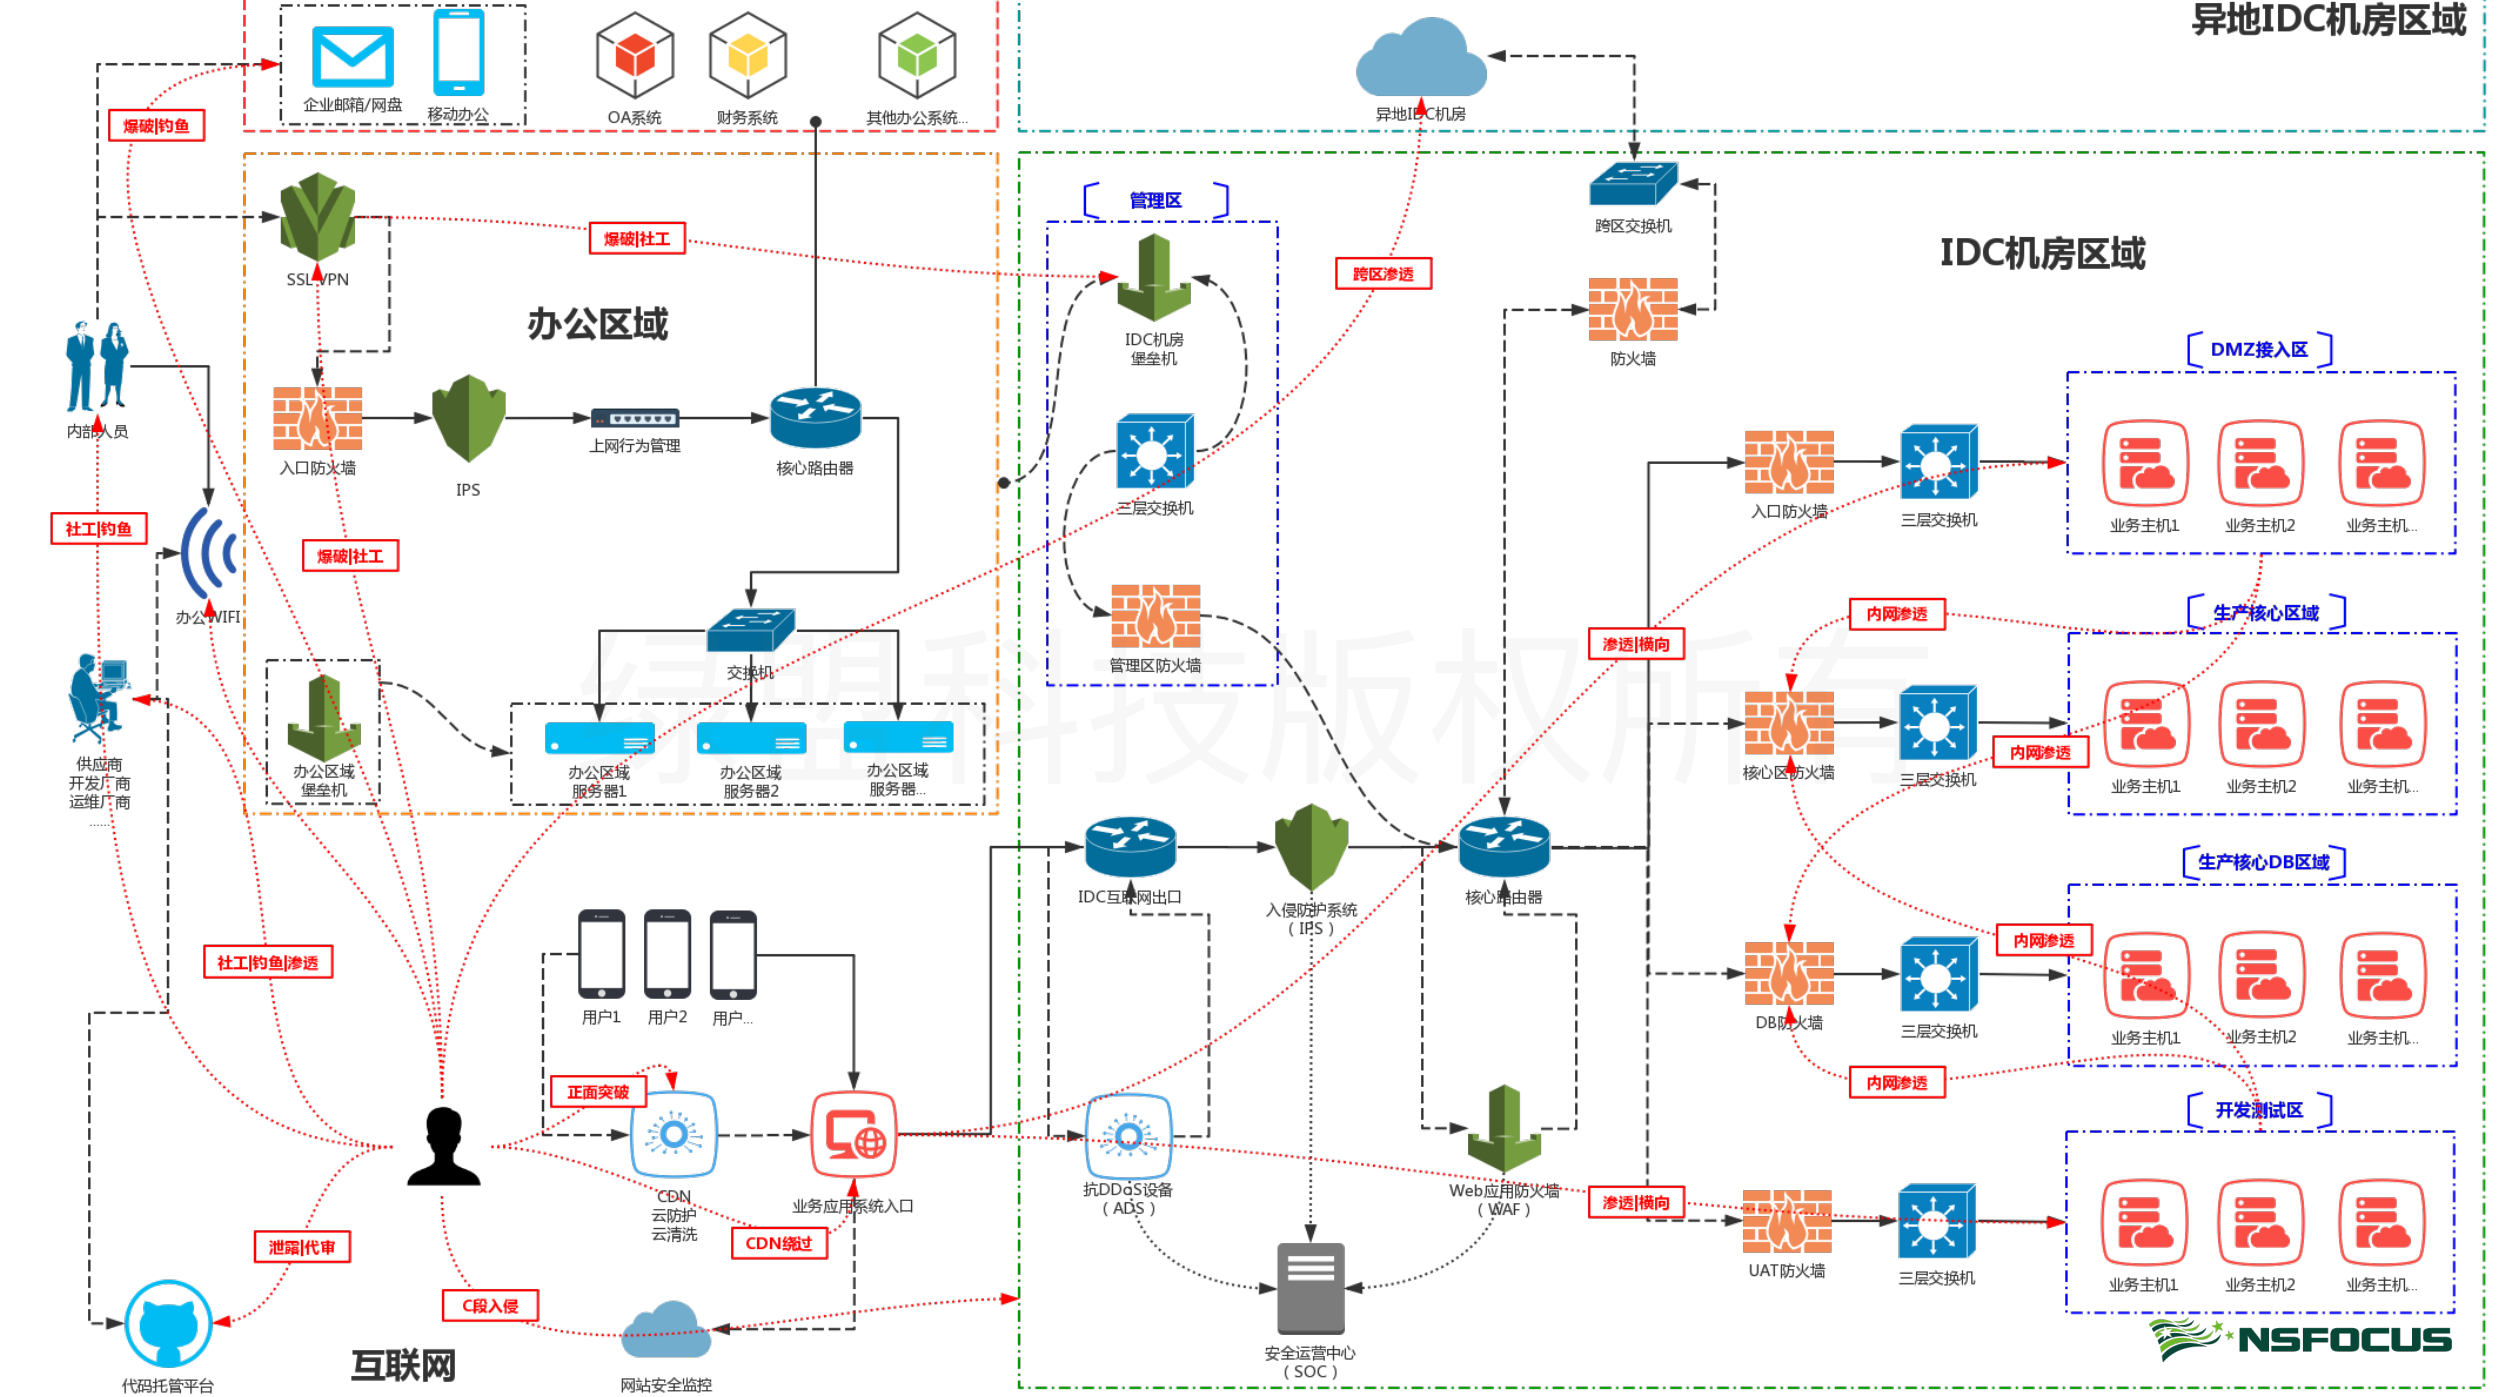 异地IDC机房区域
企业邮箱/网盘
移动办公
OA系统
财务系统
其他办公系统...
异地IDC机房
爆破|钓鱼
SSL VPN
爆破|社工
办公区域
管理区
IDC机房
堡垒机
跨区交换机
跨区渗透
防火墙
IDC机房区域
DMZ接入区
内部人员
入口防火墙
IPS
上网行为管理
核心路由器
三层交换机
入口防火墙
三层交换机
业务主机1
业务主机2
业务主机...
社工|钓鱼
爆破|社工
办公WIFI
管理区防火墙
渗透|横向
内网渗透
生产核心区域
交换机
绿盟科技版权所有
供应商
开发厂商
运维厂商
......
办公区域
堡垒机
办公区域
服务器1
办公区域
服务器2
办公区域
服务器...
核心区防火墙
三层交换机
内网渗透
业务主机1
业务主机2
业务主机...
生产核心DB区域
IDC互联网出口
入侵防护系统
（IPS）
核心路由器
内网渗透
社工|钓鱼|渗透
用户1
用户2
用户...
DB防火墙
三层交换机
业务主机1
业务主机2
业务主机...
正面突破
内网渗透
开发测试区
CDN
云防护
云清洗
业务应用系统入口
抗DDoS设备
（ADS）
Web应用防火墙
（WAF）
渗透|横向
CDN绕过
泄露|代审
C段入侵
UAT防火墙
三层交换机
业务主机1
业务主机2
业务主机...
NSFOCUS
互联网
代码托管平台
网站安全监控
安全运营中心
（SOC）